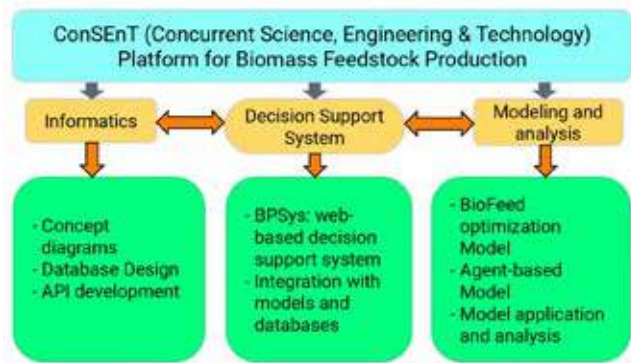 ConSEnT (Concurrent Science, Engineering & Technology)
Platform for Biomass Feedstock Production
Informatics
Decision Support
System
Modeling and
analysis
- Concept
diagrams
- Database Design
- API development
- BPSys: web-
based decision
support system
- Integration with
models and
databases
- BioFeed
optimization
Model
- Agent-based
Model
- Model application
and analysis